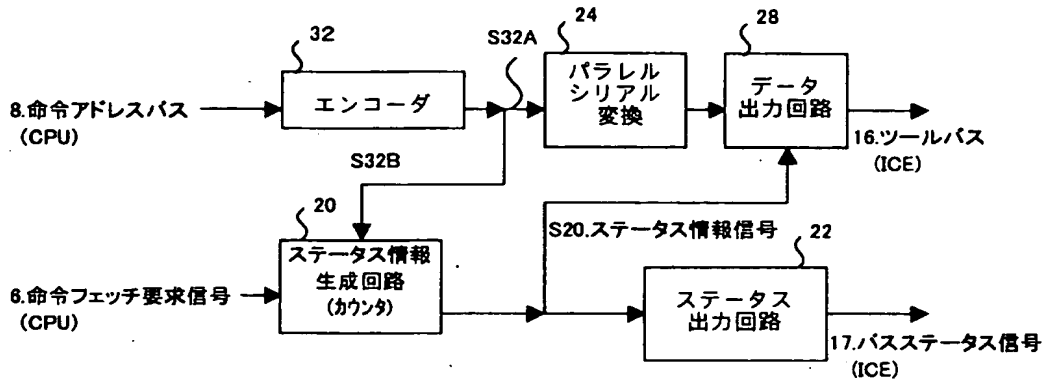 32
S32A
24
28
8.命令アドレスバス
(CPU)
エンコーダ
パラレル
シリアル
変換
データ
出力回路
16.ツールバス
(ICE)
S32B
20
S20.ステータス情報信号
22
6.命令フェッチ要求信号
(CPU)
ステータス情報
生成回路
(カウンタ)
ステータス
出力回路
17.バスステータス信号
(ICE)